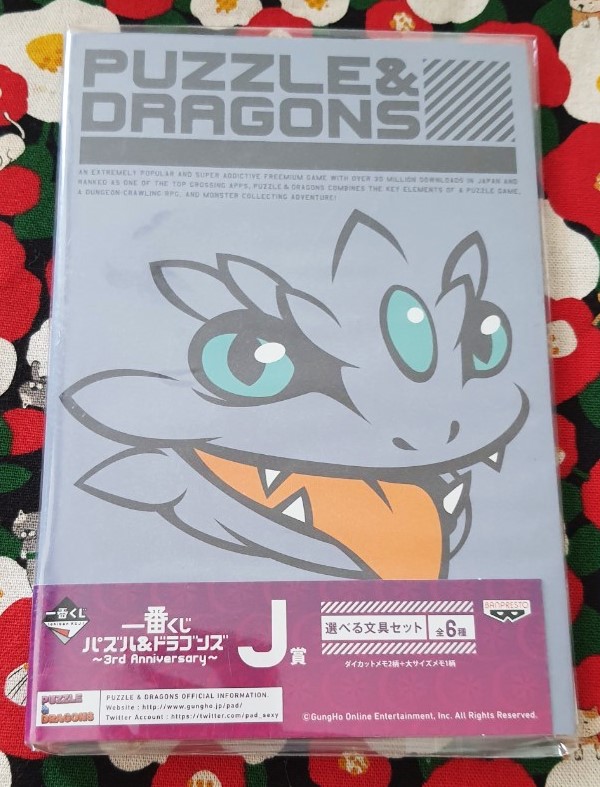 PUZZLE&
DRAGONS
AN EXTREMELY POPULAR AND SUPER ADDICTIVE FREEMIUM GAME WITH OVER 35 MILLION DOWNLOADS IN JAPAN AND
RANKED AS ONE OF THE TOP GROSSING APPS, PUZZLE & DRAGONS COMBINES THE KEY ELEMENTS OF A PUZZLE GAME,
A DUNGEON-CRAWLING RPG, AND MONSTER COLLECTING ADVENTURE!
一番くじ
ichiban KUJI
一番くじ
パズル&ドラゴンズ
～3rd Anniversary～
J賞
選べる文具セット 全6種
ダイカットメモ2柄+大サイズメモ1柄
BANPRESTO
PUZZLE
&
DRAGONS
PUZZLE & DRAGONS OFFICIAL INFORMATION
Website : http://www.gungho.jp/pad/
Twitter Account : https://twitter.com/pad_sexy
©GungHo Online Entertainment, Inc. All Rights Reserved.